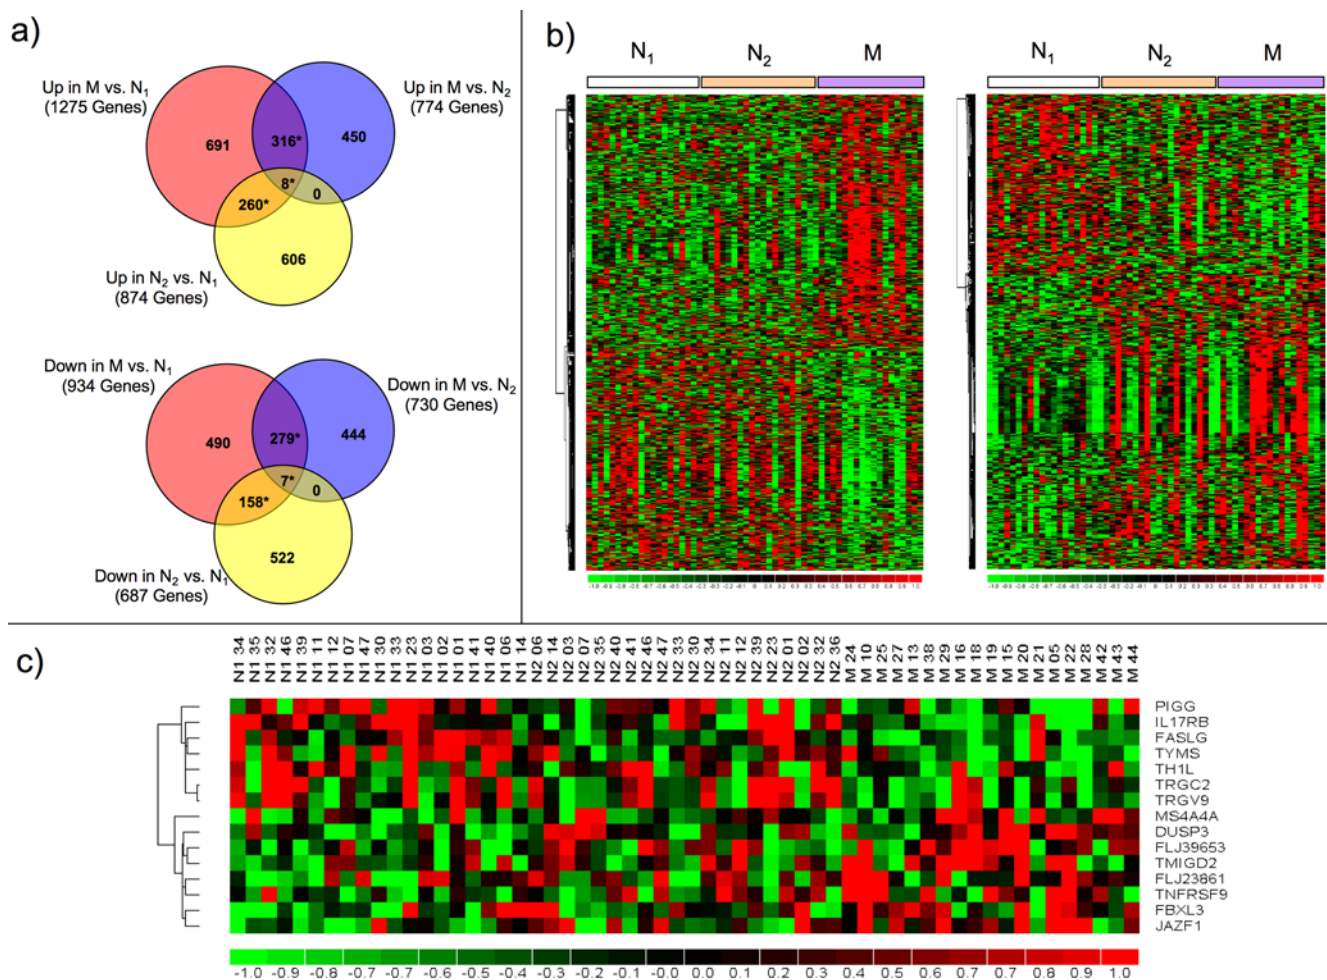 a)
Up in M vs. N1
(1275 Genes)
Up in M vs. N2
(774 Genes)
691
316*
450
8*
0
260*
606
Up in N2 vs. N1
(874 Genes)
Down in M vs. N1
(934 Genes)
Down in M vs. N2
(730 Genes)
490
279*
444
7*
0
158*
522
Down in N2 vs. N1
(687 Genes)
b)
N1 N2 M
N1 N2 M
c)
N1 34
N1 35
N1 32
N1 46
N1 39
N1 11
N1 12
N1 07
N1 47
N1 30
N1 33
N1 23
N1 03
N1 02
N1 01
N1 41
N1 40
N1 06
N1 14
N2 06
N2 14
N2 03
N2 07
N2 35
N2 40
N2 41
N2 46
N2 47
N2 33
N2 30
N2 34
N2 11
N2 12
N2 39
N2 23
N2 01
N2 02
N2 32
N2 36
M 24
M 10
M 25
M 27
M 13
M 38
M 29
M 16
M 18
M 19
M 15
M 20
M 21
M 05
M 22
M 28
M 42
M 43
M 44
PIGG
IL17RB
FASLG
TYMS
TH1L
TRGC2
TRGV9
MS4A4A
DUSP3
FLJ39653
TMIGD2
FLJ23861
TNFRSF9
FBXL3
JAZF1
-1.0 -0.9 -0.8 -0.7 -0.7 -0.6 -0.5 -0.4 -0.3 -0.2 -0.1 -0.0 0.0 0.1 0.2 0.3 0.4 0.5 0.6 0.7 0.7 0.8 0.9 1.0